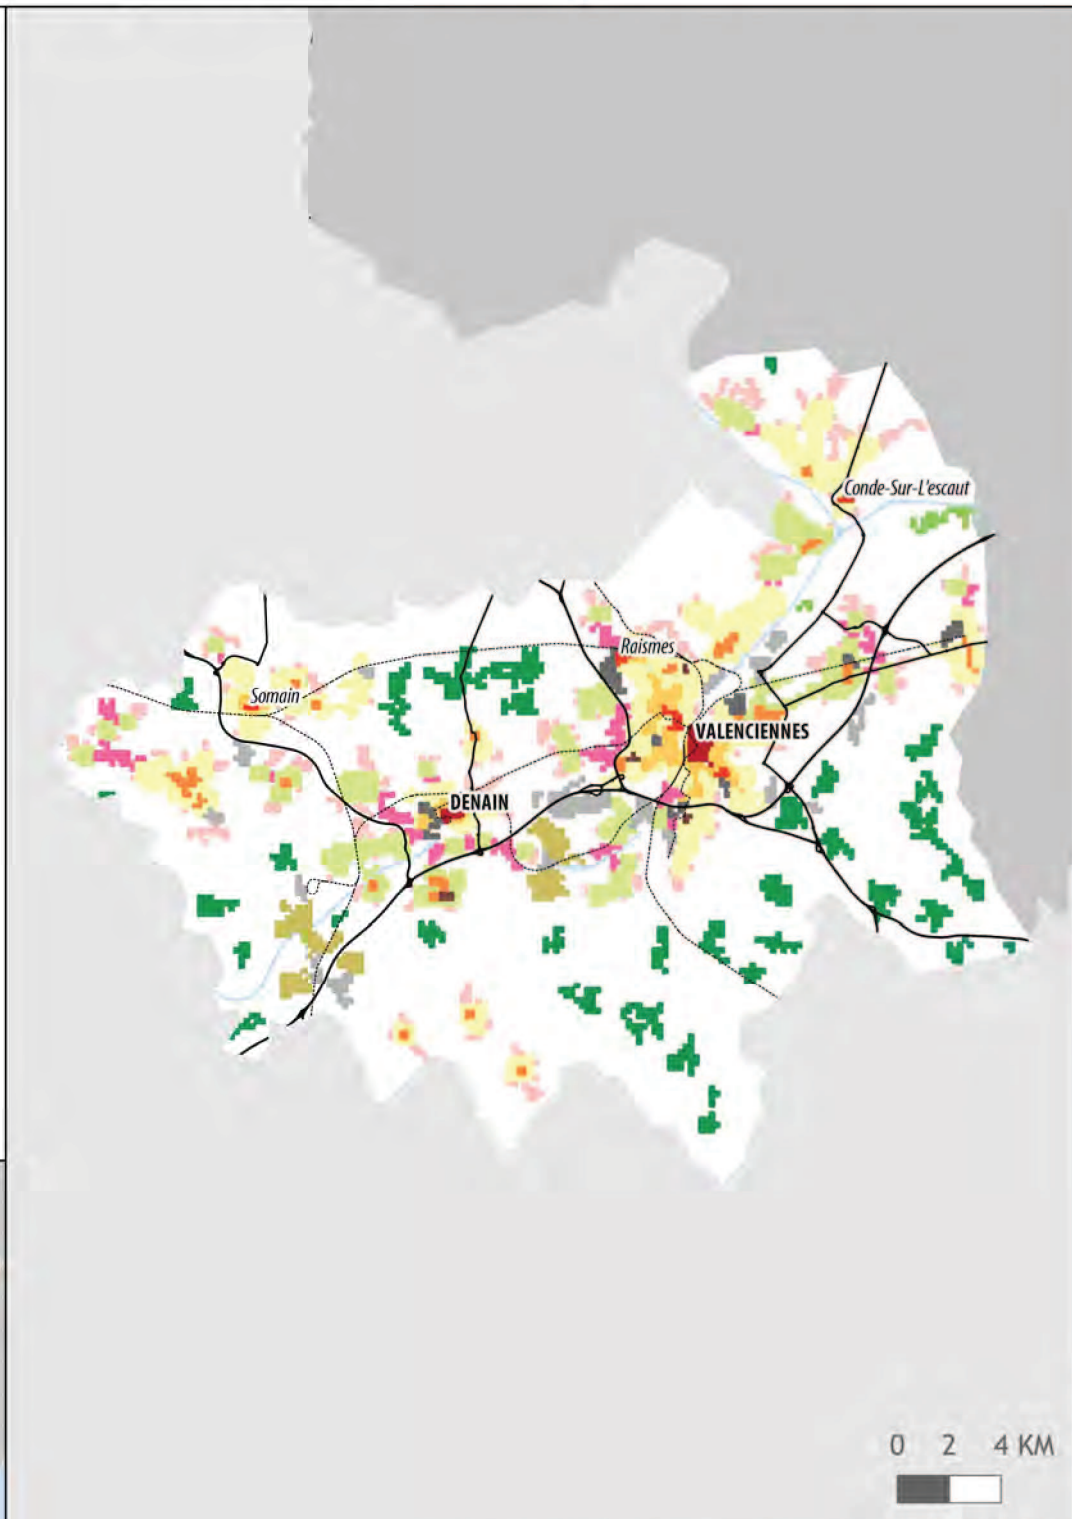 Conde-Sur-L'escaut
Raismes
Somain
VALENCIENNES
DENAIN
0 2 4 KM